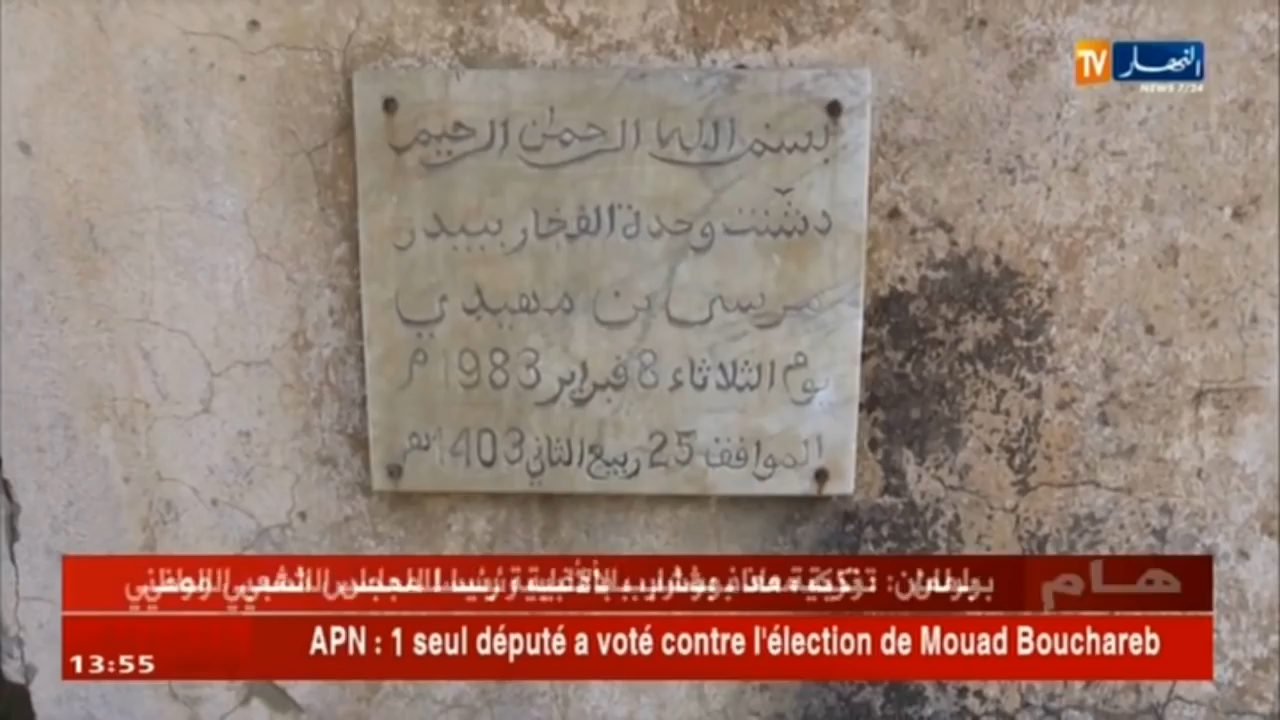 النهار TV
NEWS 7/24
بسم الله الرحمن الرحيم
دشنت وحدة الفخار ببيدر
مرسى بن مهيدي
يوم الثلاثاء 8 فبراير 1983 م
الموافق 25 ربيع الثاني 1403 هـ
هــام
APN : 1 seul député a voté contre l'élection de Mouad Bouchareb
13:55